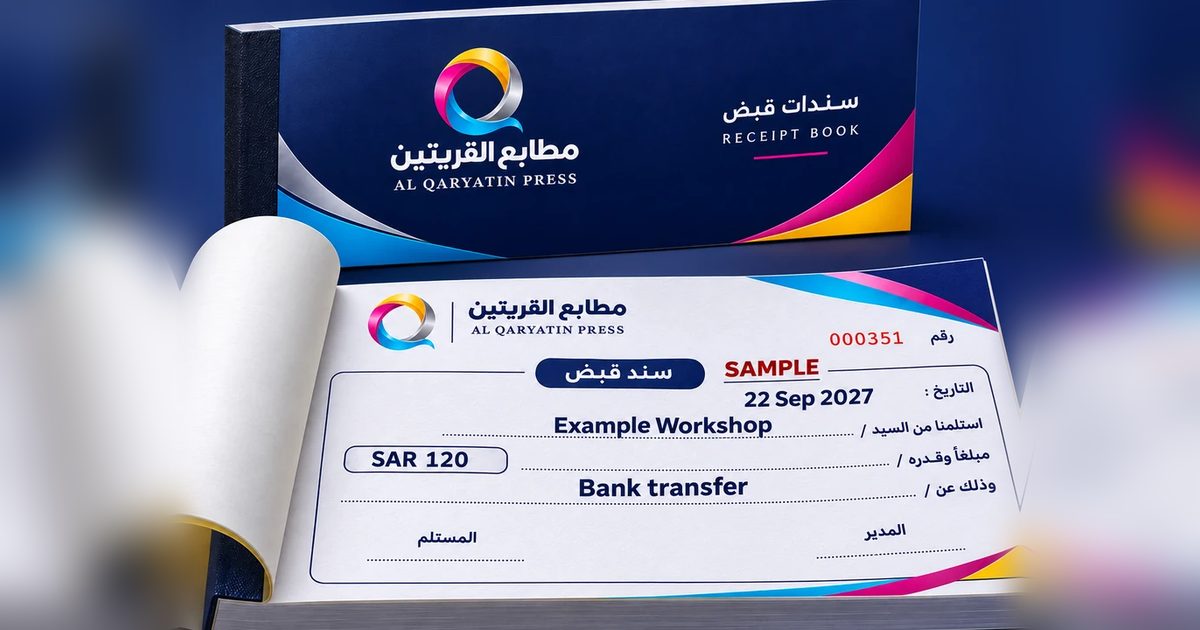 مطابع القريتين
AL QARYATIN PRESS
سندات قبض
RECEIPT BOOK
مطابع القريتين
AL QARYATIN PRESS
رقم 000351
سند قبض
SAMPLE
التاريخ : 22 Sep 2027
استلمنا من السيد / Example Workshop
مبلغاً وقدره / SAR 120
وذلك عن / Bank transfer
المدير
المستلم